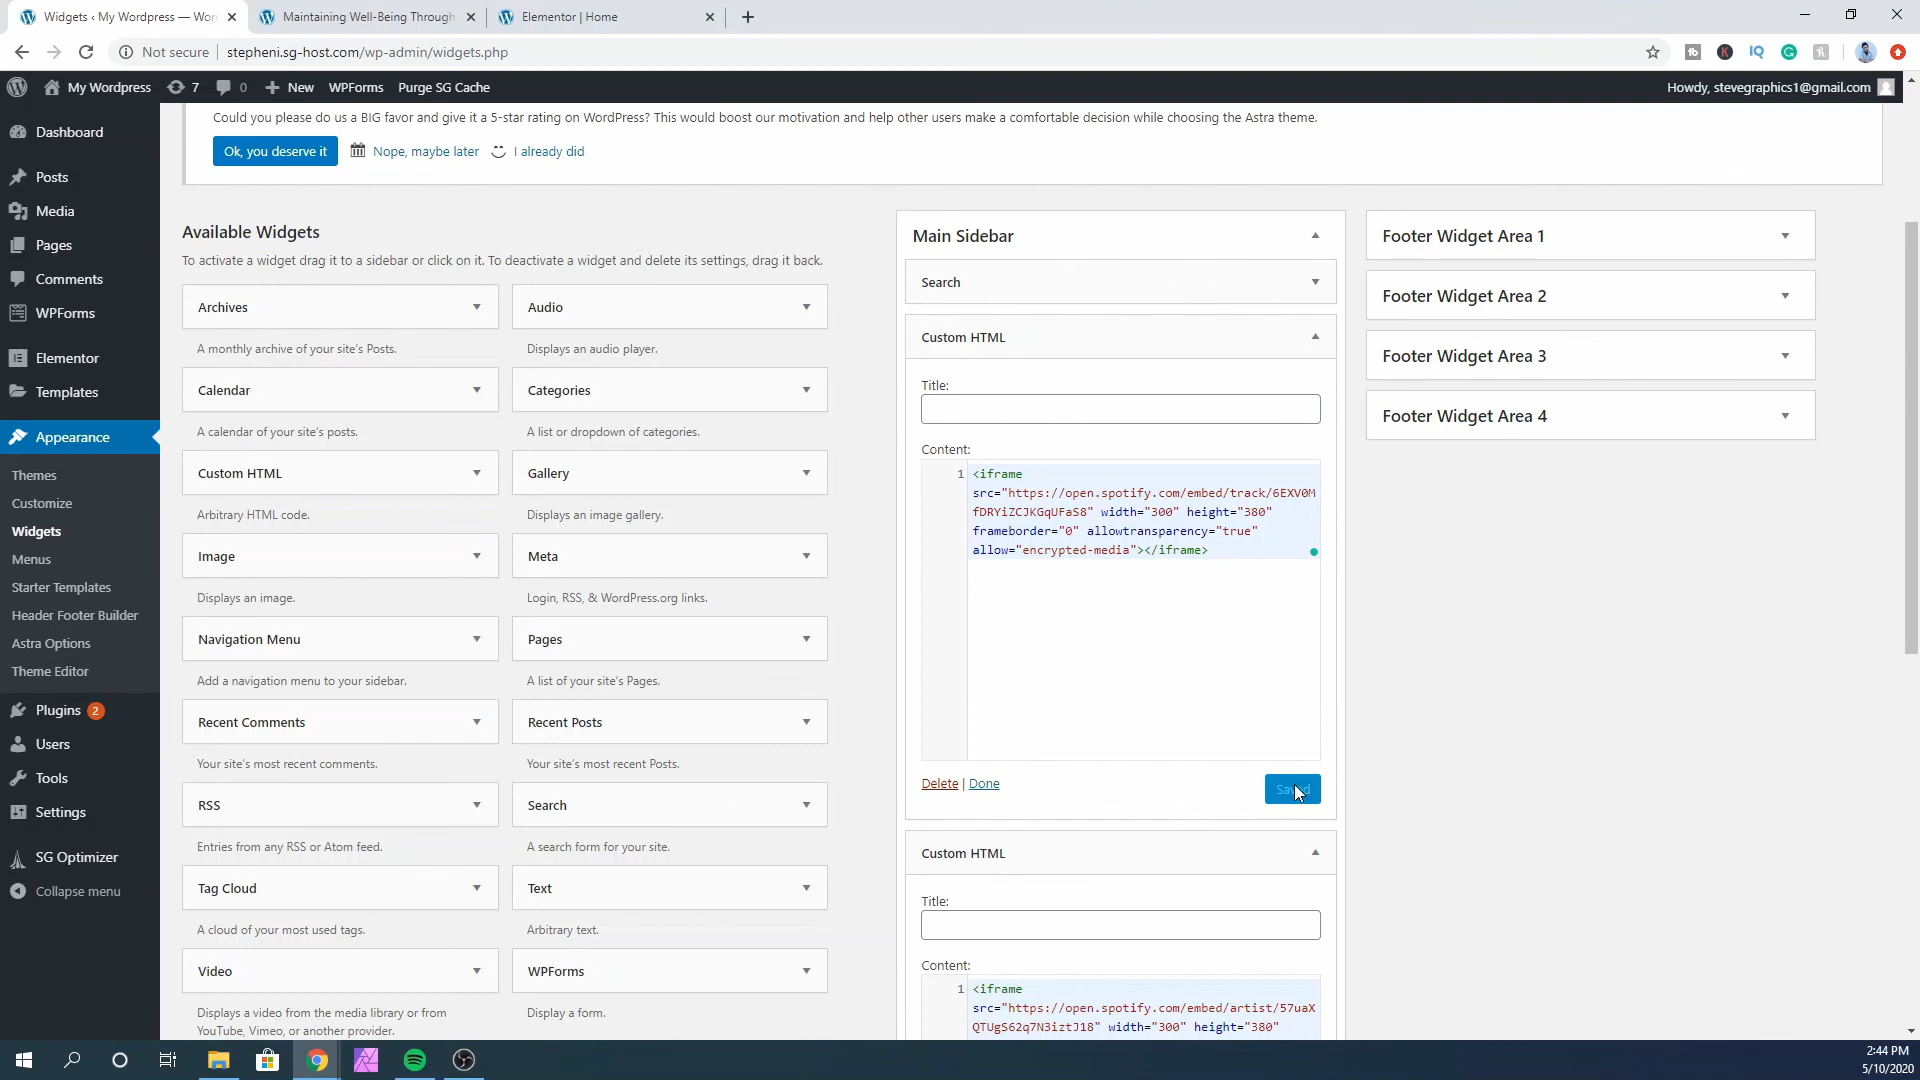 Widgets ‹ My Wordpress — Wor
Maintaining Well-Being Through
Elementor | Home
Not secure
stepheni.sg-host.com/wp-admin/widgets.php
My Wordpress
7
0
New
WPForms
Purge SG Cache
Howdy, stevegraphics1@gmail.com
Could you please do us a BIG favor and give it a 5-star rating on WordPress? This would boost our motivation and help other users make a comfortable decision while choosing the Astra theme.
Ok, you deserve it
Nope, maybe later
I already did
Dashboard
Posts
Media
Pages
Comments
WPForms
Elementor
Templates
Appearance
Themes
Customize
Widgets
Menus
Starter Templates
Header Footer Builder
Astra Options
Theme Editor
Plugins 2
Users
Tools
Settings
SG Optimizer
Collapse menu
Available Widgets
To activate a widget drag it to a sidebar or click on it. To deactivate a widget and delete its settings, drag it back.
Archives
A monthly archive of your site's Posts.
Audio
Displays an audio player.
Calendar
A calendar of your site's posts.
Categories
A list or dropdown of categories.
Custom HTML
Arbitrary HTML code.
Gallery
Displays an image gallery.
Image
Displays an image.
Meta
Login, RSS, & WordPress.org links.
Navigation Menu
Add a navigation menu to your sidebar.
Pages
A list of your site's Pages.
Recent Comments
Your site's most recent comments.
Recent Posts
Your site's most recent Posts.
RSS
Entries from any RSS or Atom feed.
Search
A search form for your site.
Tag Cloud
A cloud of your most used tags.
Text
Arbitrary text.
Video
Displays a video from the media library or from
YouTube, Vimeo, or another provider.
WPForms
Display a form.
Main Sidebar
Search
Custom HTML
Title:
Content:
1
<iframe
src="https://open.spotify.com/embed/track/6EXV0M
fDRYiZCJKGqUFaS8" width="300" height="380"
frameborder="0" allowtransparency="true"
allow="encrypted-media"></iframe>
Delete | Done
Saved
Custom HTML
Title:
Content:
1
<iframe
src="https://open.spotify.com/embed/artist/57uaX
QTUgS62q7N3iztJ18" width="300" height="380"
Footer Widget Area 1
Footer Widget Area 2
Footer Widget Area 3
Footer Widget Area 4
2:44 PM
5/10/2020